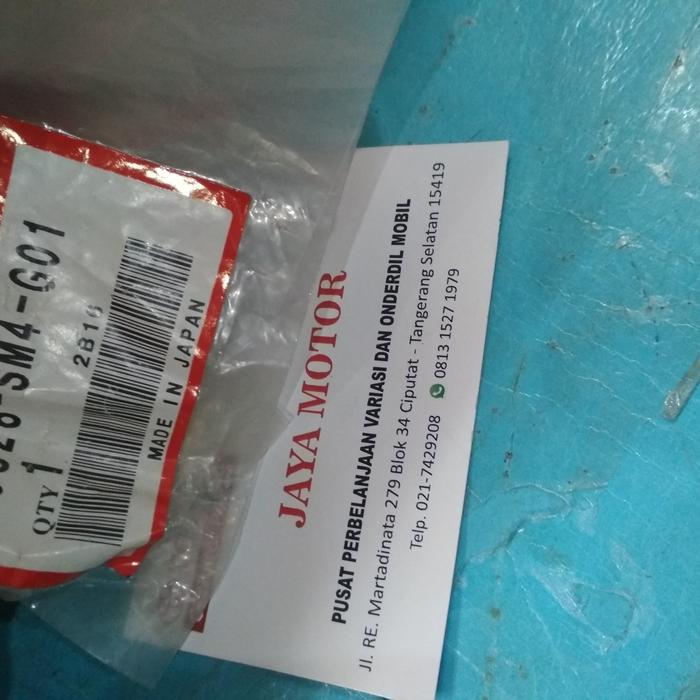 SM4-G01
2B16
QTY 1
MADE IN JAPAN
JAYA MOTOR
PUSAT PERBELANJAAN VARIASI DAN ONDERDIL MOBIL
Jl. RE. Martadinata 279 Blok 34 Ciputat - Tangerang Selatan 15419
Telp. 021-7429208 0813 1527 1979